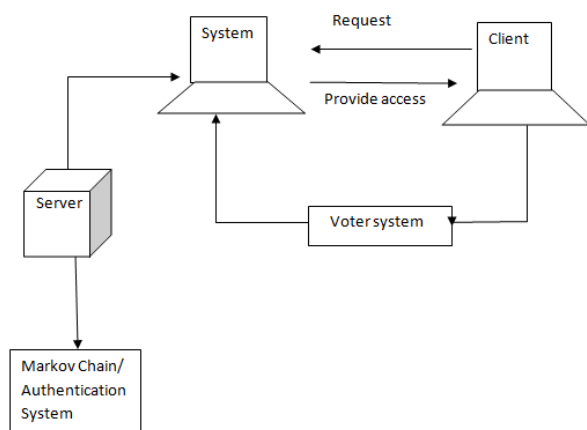 Request
System
Client
Provide access
Server
Voter system
Markov Chain/
Authentication
System